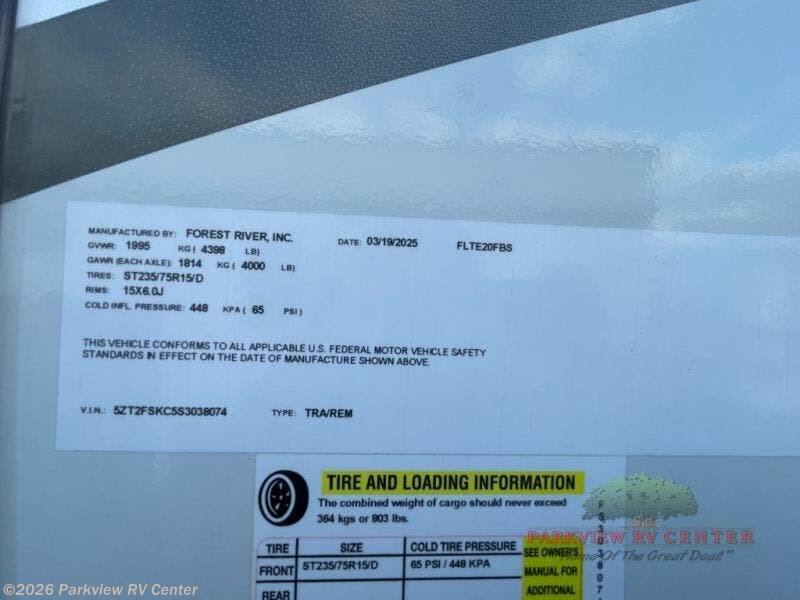 MANUFACTURED BY: FOREST RIVER, INC. DATE: 03/19/2025 FLTE20FBS
GVWR: 1995 KG ( 4398 LB)
GAWR (EACH AXLE): 1814 KG ( 4000 LB)
TIRES: ST235/75R15/D
RIMS: 15X6.0J
COLD INFL. PRESSURE: 448 KPA ( 65 PSI )
THIS VEHICLE CONFORMS TO ALL APPLICABLE U.S. FEDERAL MOTOR VEHICLE SAFETY
STANDARDS IN EFFECT ON THE DATE OF MANUFACTURE SHOWN ABOVE.
V.I.N.: 5ZT2FSKC5S3038074 TYPE: TRA/REM
TIRE AND LOADING INFORMATION
The combined weight of cargo should never exceed
364 kgs or 803 lbs.
TIRE SIZE COLD TIRE PRESSURE
FRONT ST235/75R15/D 65 PSI / 448 KPA
REAR
SEE OWNER'S
MANUAL FOR
ADDITIONAL
PARKVIEW RV CENTER
"Home Of The Great Deal!"
©2026 Parkview RV Center